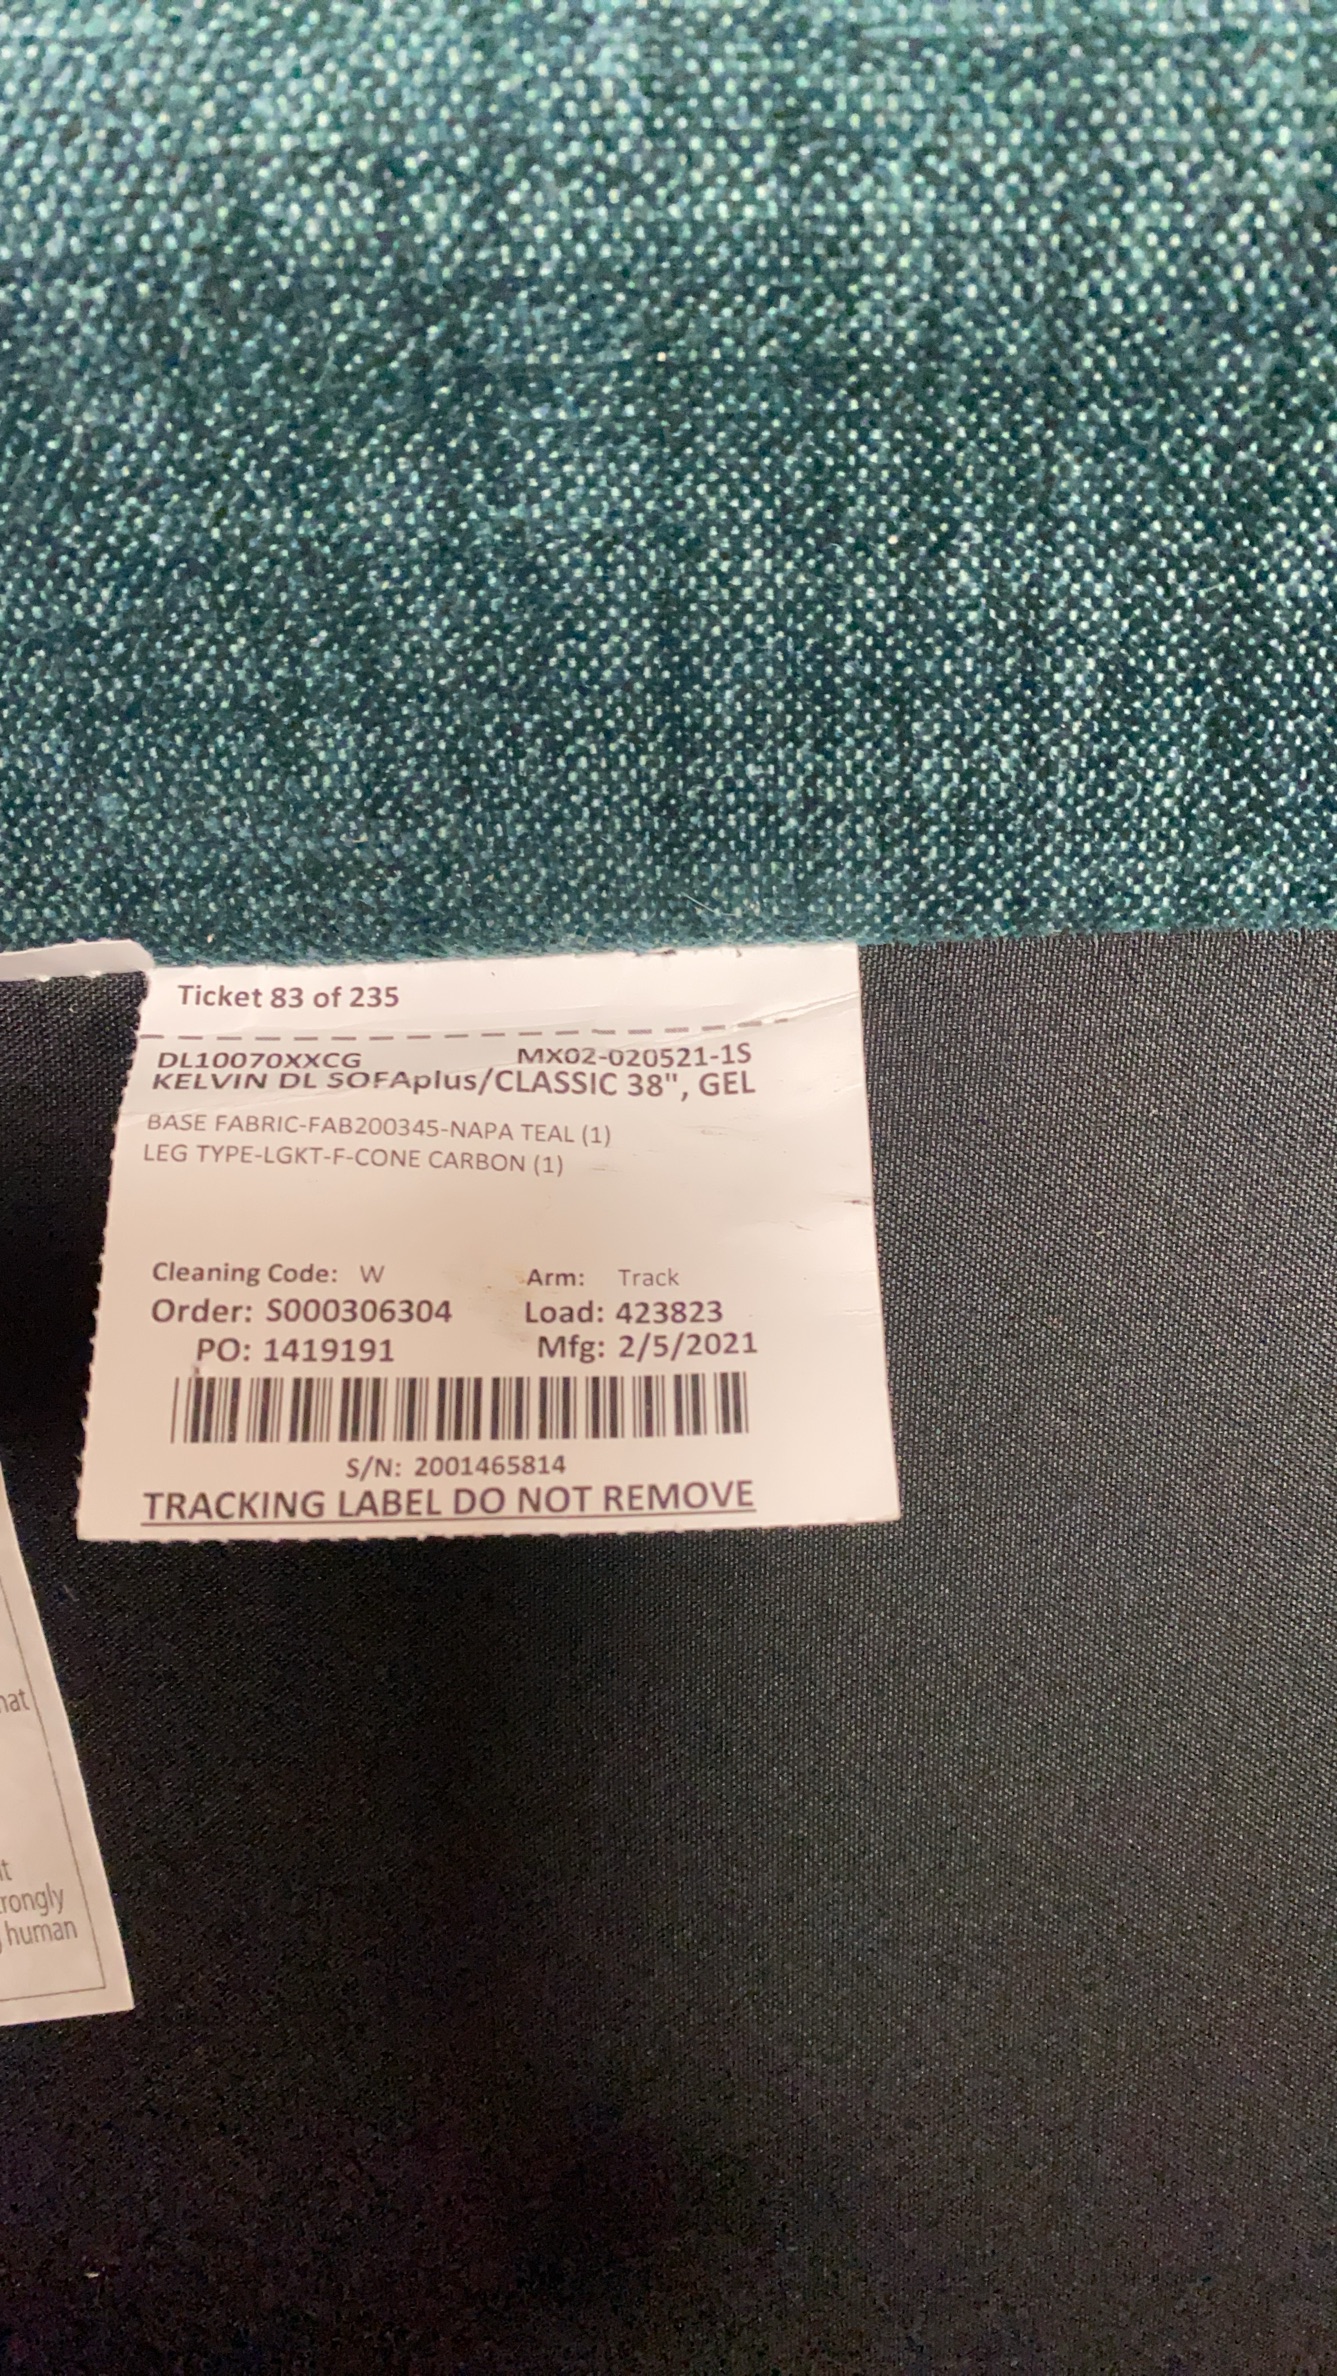 Ticket 83 of 235
DL10070XXCG MX02-020521-1S
KELVIN DL SOFAplus/CLASSIC 38", GEL
BASE FABRIC-FAB200345-NAPA TEAL (1)
LEG TYPE-LGKT-F-CONE CARBON (1)
Cleaning Code: W Arm: Track
Order: S000306304 Load: 423823
PO: 1419191 Mfg: 2/5/2021
S/N: 2001465814
TRACKING LABEL DO NOT REMOVE
human